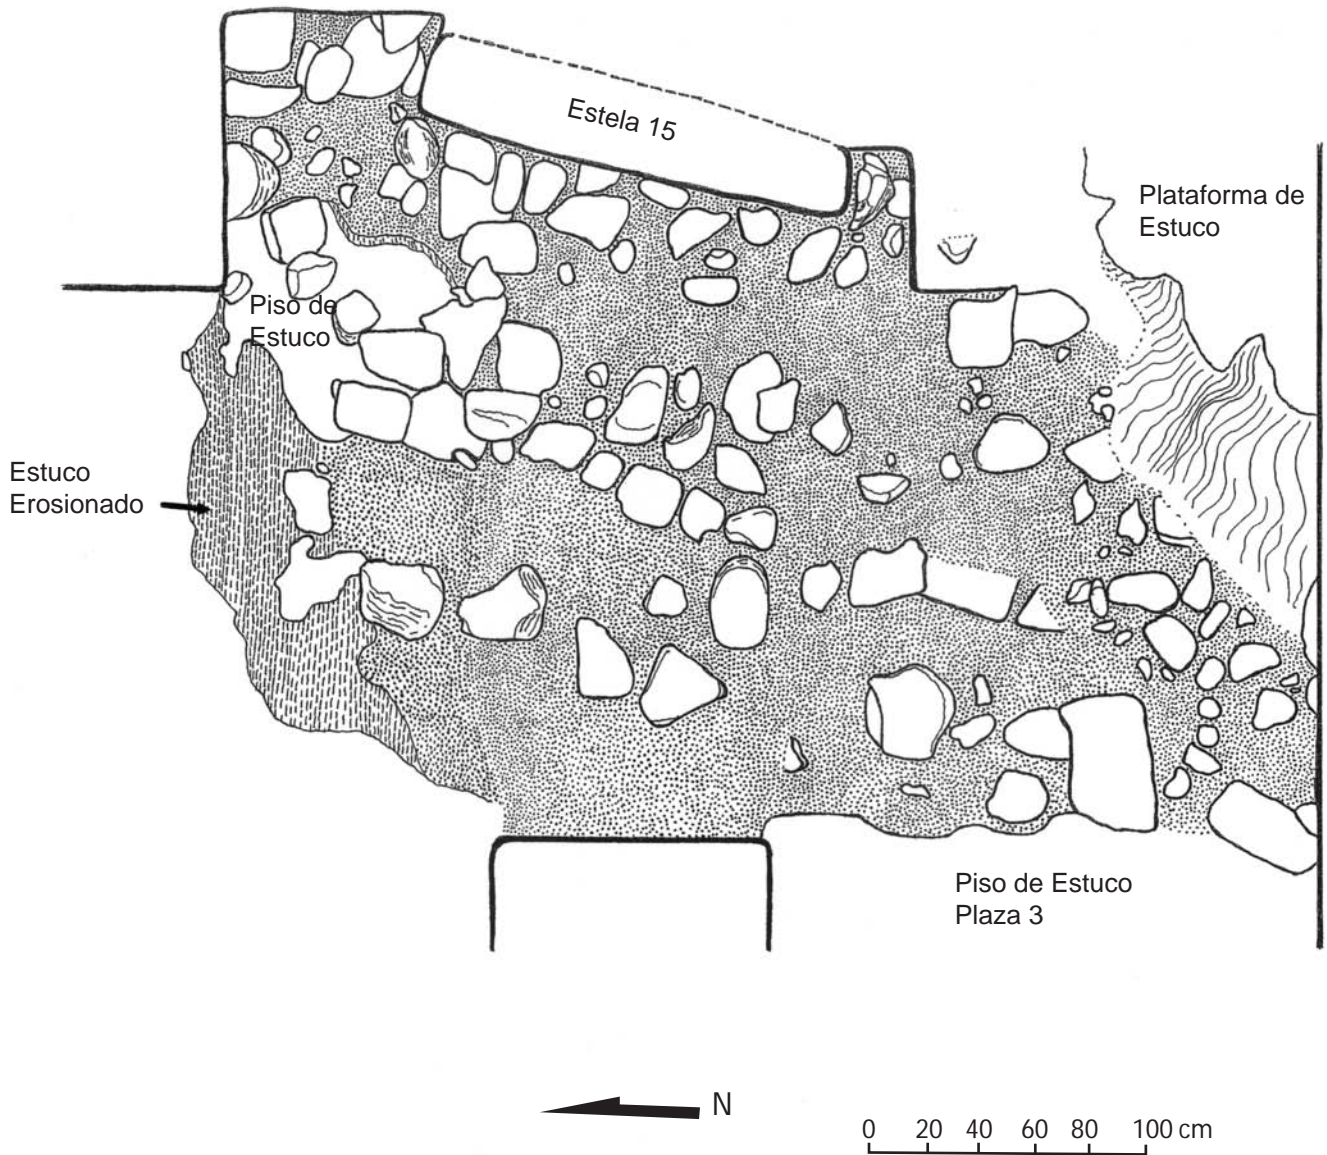 Estela 15
Plataforma de
Estuco
Piso de
Estuco
Estuco
Erosionado
Piso de Estuco
Plaza 3
N
0 20 40 60 80 100 cm